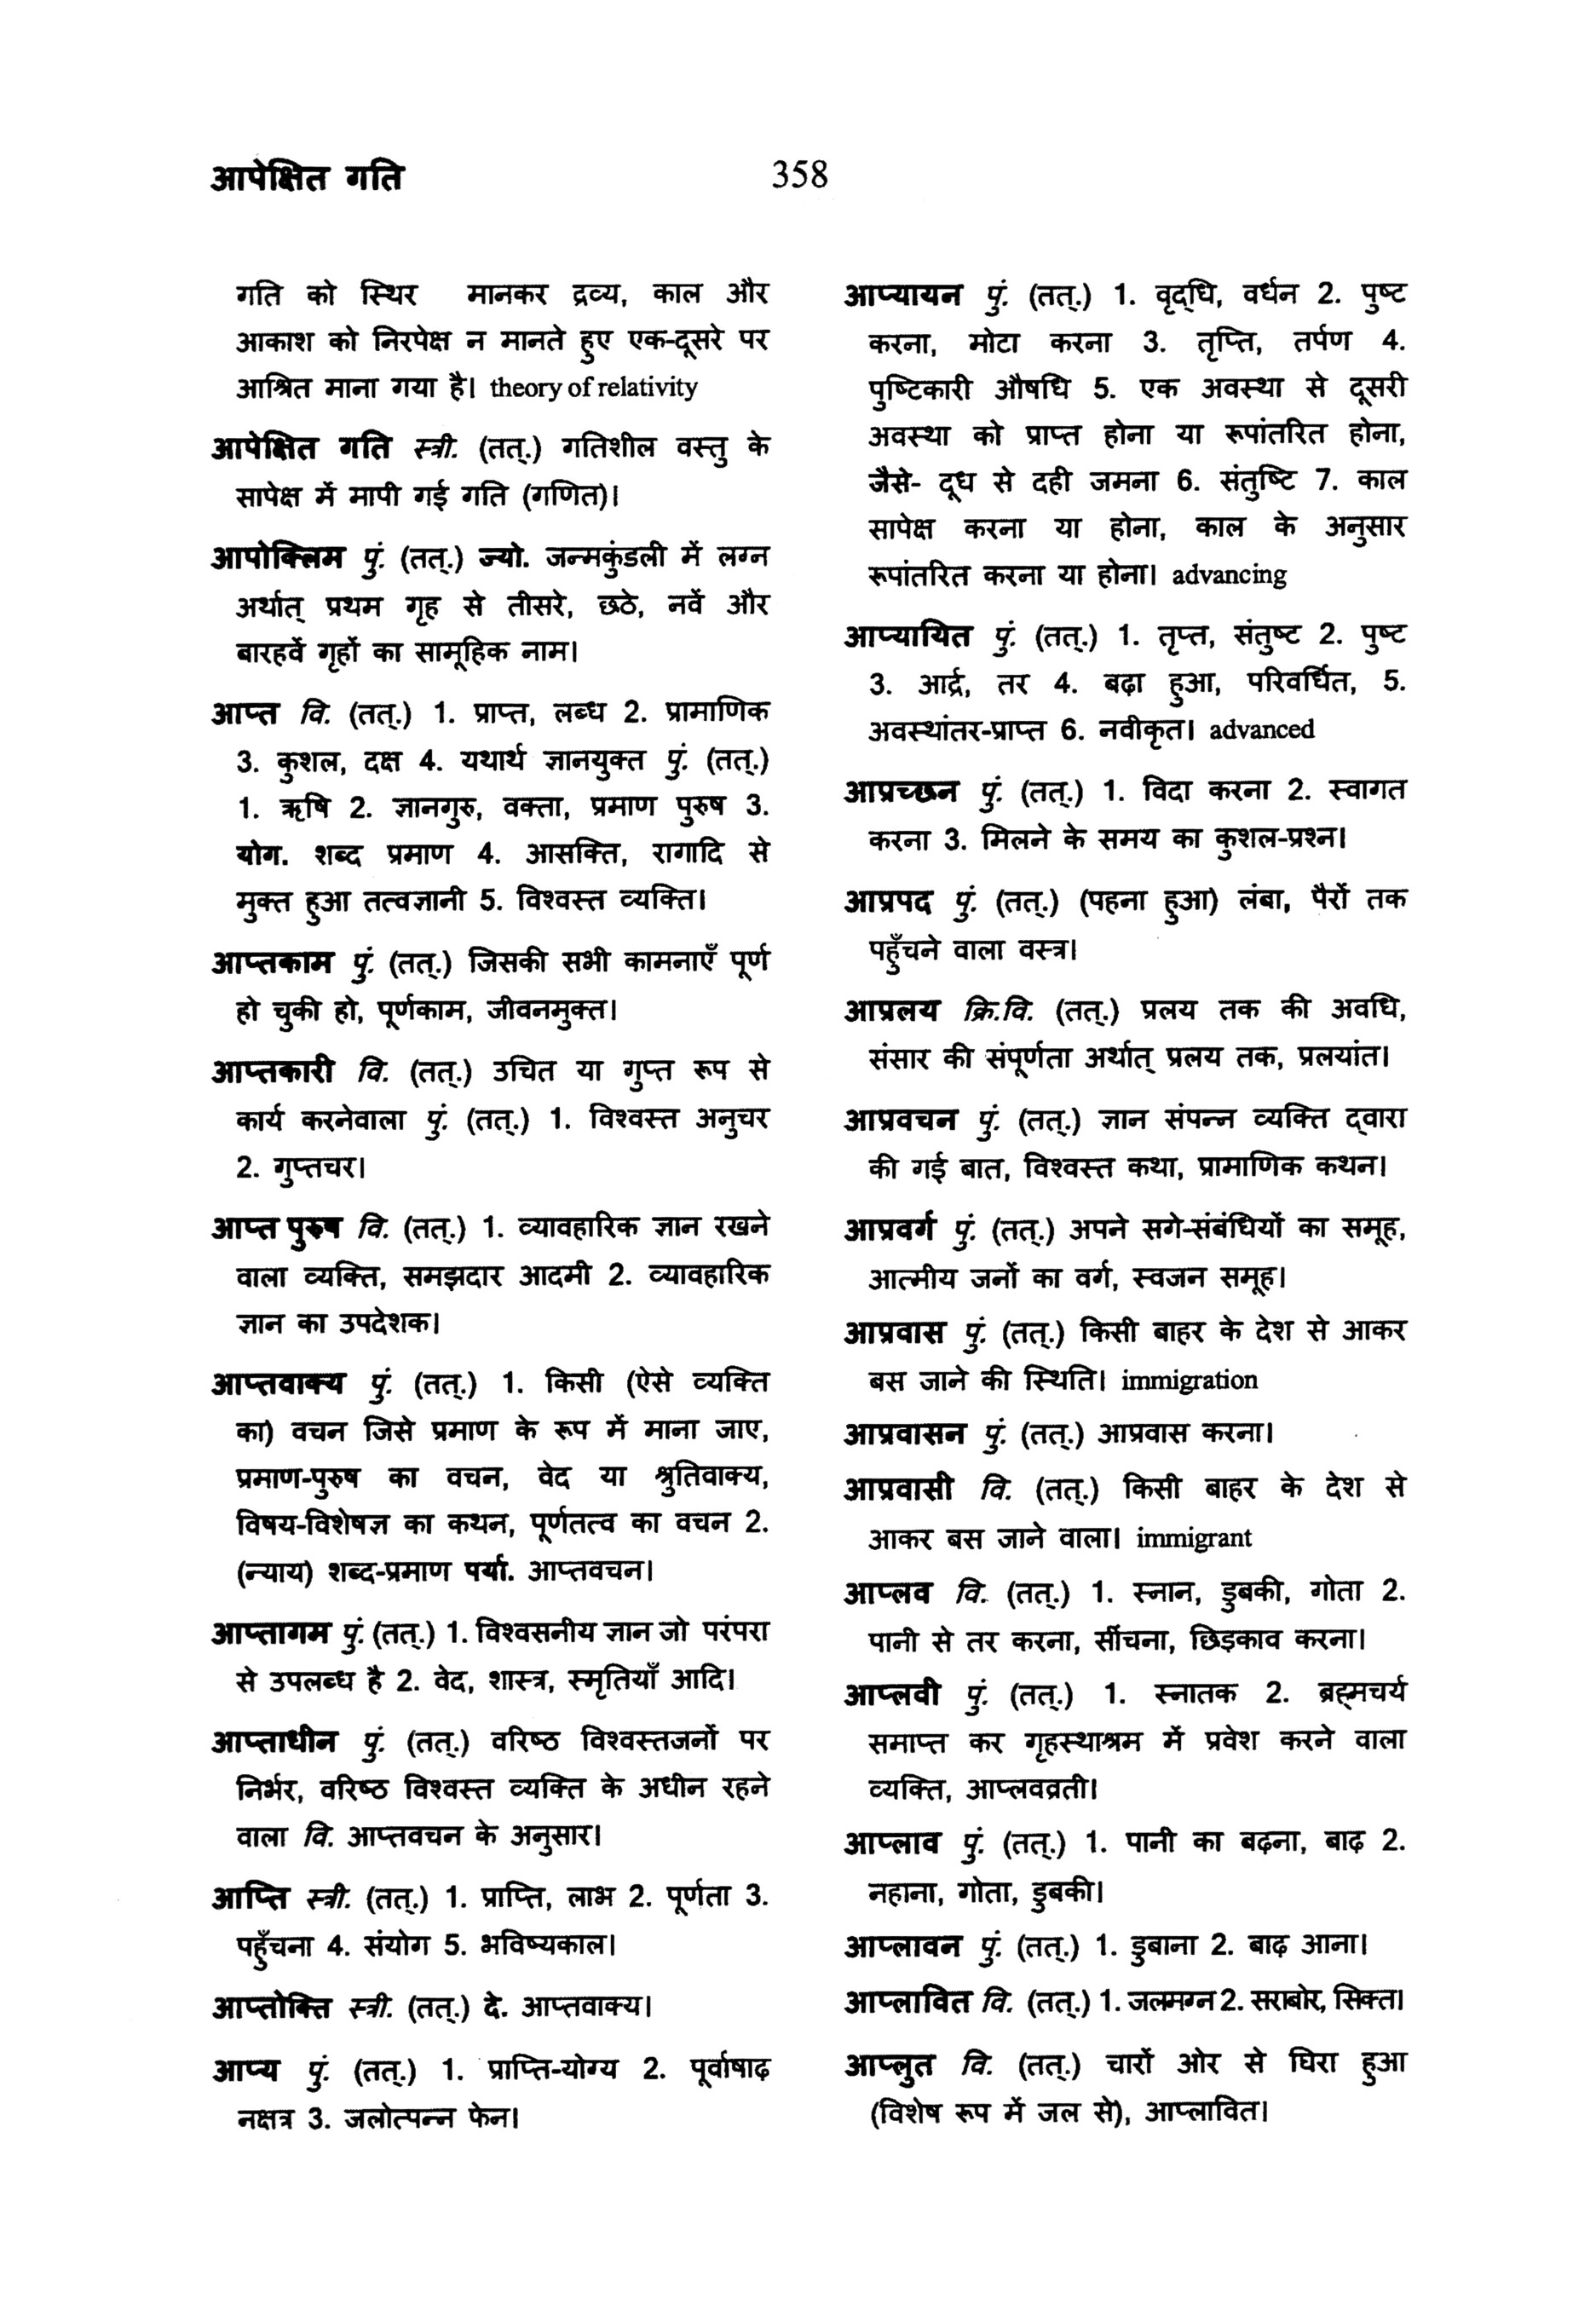 आपेक्षित गति
358
गति को स्थिर मानकर द्रव्य, काल और
आकाश को निरपेक्ष न मानते हुए एक-दूसरे पर
आश्रित माना गया है। theory of relativity
आपेक्षित गति स्त्री. (तत्.) गतिशील वस्तु के
सापेक्ष में मापी गई गति (गणित)।
आपोक्लिम पुं. (तत्.) ज्यो. जन्मकुंडली में लग्न
अर्थात् प्रथम गृह से तीसरे, छठे, नवें और
बारहवें गृहों का सामूहिक नाम।
आप्त वि. (तत्.) 1. प्राप्त, लब्ध 2. प्रामाणिक
3. कुशल, दक्ष 4. यथार्थ ज्ञानयुक्त पुं. (तत्.)
1. ऋषि 2. ज्ञानगुरु, वक्ता, प्रमाण पुरुष 3.
योग. शब्द प्रमाण 4. आसक्ति, रागादि से
मुक्त हुआ तत्वज्ञानी 5. विश्वस्त व्यक्ति।
आप्तकाम पुं. (तत्.) जिसकी सभी कामनाएँ पूर्ण
हो चुकी हो, पूर्णकाम, जीवनमुक्त।
आप्तकारी वि. (तत्.) उचित या गुप्त रूप से
कार्य करनेवाला पुं. (तत्.) 1. विश्वस्त अनुचर
2. गुप्तचर।
आप्त पुरुष वि. (तत्.) 1. व्यावहारिक ज्ञान रखने
वाला व्यक्ति, समझदार आदमी 2. व्यावहारिक
ज्ञान का उपदेशक।
आप्तवाक्य पुं. (तत्.) 1. किसी (ऐसे व्यक्ति
का) वचन जिसे प्रमाण के रूप में माना जाए,
प्रमाण-पुरुष का वचन, वेद या श्रुतिवाक्य,
विषय-विशेषज्ञ का कथन, पूर्णतत्व का वचन 2.
(न्याय) शब्द-प्रमाण पर्या. आप्तवचन।
आप्तागम पुं. (तत्.) 1. विश्वसनीय ज्ञान जो परंपरा
से उपलब्ध है 2. वेद, शास्त्र, स्मृतियाँ आदि।
आप्ताधीन पुं. (तत्.) वरिष्ठ विश्वस्तजनों पर
निर्भर, वरिष्ठ विश्वस्त व्यक्ति के अधीन रहने
वाला वि. आप्तवचन के अनुसार।
आप्ति स्त्री. (तत्.) 1. प्राप्ति, लाभ 2. पूर्णता 3.
पहुँचना 4. संयोग 5. भविष्यकाल।
आप्तोक्ति स्त्री. (तत्.) दे. आप्तवाक्य।
आप्य पुं. (तत्.) 1. प्राप्ति-योग्य 2. पूर्वाषाढ़
नक्षत्र 3. जलोत्पन्न फेन।
आप्यायन पुं. (तत्.) 1. वृद्धि, वर्धन 2. पुष्ट
करना, मोटा करना 3. तृप्ति, तर्पण 4.
पुष्टिकारी औषधि 5. एक अवस्था से दूसरी
अवस्था को प्राप्त होना या रूपांतरित होना,
जैसे- दूध से दही जमना 6. संतुष्टि 7. काल
सापेक्ष करना या होना, काल के अनुसार
रूपांतरित करना या होना। advancing
आप्यायित पुं. (तत्.) 1. तृप्त, संतुष्ट 2. पुष्ट
3. आर्द्र, तर 4. बढ़ा हुआ, परिवर्धित, 5.
अवस्थांतर-प्राप्त 6. नवीकृत। advanced
आप्रच्छन पुं. (तत्.) 1. विदा करना 2. स्वागत
करना 3. मिलने के समय का कुशल-प्रश्न।
आप्रपद पुं. (तत्.) (पहना हुआ) लंबा, पैरों तक
पहुँचने वाला वस्त्र।
आप्रलय क्रि.वि. (तत्.) प्रलय तक की अवधि,
संसार की संपूर्णता अर्थात् प्रलय तक, प्रलयांत।
आप्रवचन पुं. (तत्.) ज्ञान संपन्न व्यक्ति द्वारा
की गई बात, विश्वस्त कथा, प्रामाणिक कथन।
आप्रवर्ग पुं. (तत्.) अपने सगे-संबंधियों का समूह,
आत्मीय जनों का वर्ग, स्वजन समूह।
आप्रवास पुं. (तत्.) किसी बाहर के देश से आकर
बस जाने की स्थिति। immigration
आप्रवासन पुं. (तत्.) आप्रवास करना।
आप्रवासी वि. (तत्.) किसी बाहर के देश से
आकर बस जाने वाला। immigrant
आप्लव वि. (तत्.) 1. स्नान, डुबकी, गोता 2.
पानी से तर करना, सींचना, छिड़काव करना।
आप्लवी पुं. (तत्.) 1. स्नातक 2. ब्रह्मचर्य
समाप्त कर गृहस्थाश्रम में प्रवेश करने वाला
व्यक्ति, आप्लवव्रती।
आप्लाव पुं. (तत्.) 1. पानी का बढ़ना, बाढ़ 2.
नहाना, गोता, डुबकी।
आप्लावन पुं. (तत्.) 1. डुबाना 2. बाढ़ आना।
आप्लावित वि. (तत्.) 1. जलमग्न 2. सराबोर, सिक्त।
आप्लुत वि. (तत्.) चारों ओर से घिरा हुआ
(विशेष रूप में जल से), आप्लावित।